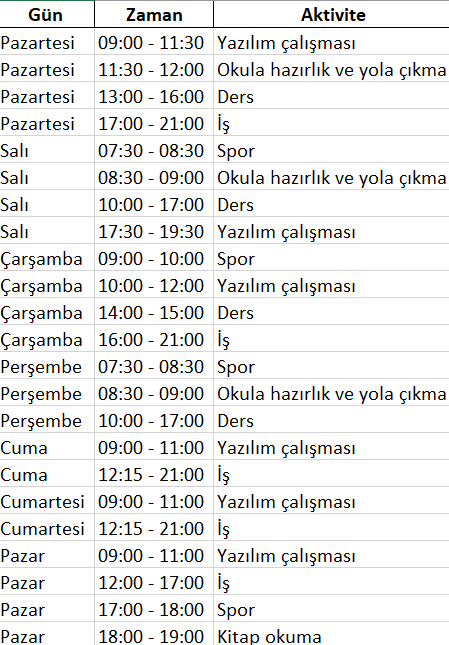 Gün Zaman Aktivite
Pazartesi 09:00 - 11:30 Yazılım çalışması
Pazartesi 11:30 - 12:00 Okula hazırlık ve yola çıkma
Pazartesi 13:00 - 16:00 Ders
Pazartesi 17:00 - 21:00 İş
Salı 07:30 - 08:30 Spor
Salı 08:30 - 09:00 Okula hazırlık ve yola çıkma
Salı 10:00 - 17:00 Ders
Salı 17:30 - 19:30 Yazılım çalışması
Çarşamba 09:00 - 10:00 Spor
Çarşamba 10:00 - 12:00 Yazılım çalışması
Çarşamba 14:00 - 15:00 Ders
Çarşamba 16:00 - 21:00 İş
Perşembe 07:30 - 08:30 Spor
Perşembe 08:30 - 09:00 Okula hazırlık ve yola çıkma
Perşembe 10:00 - 17:00 Ders
Cuma 09:00 - 11:00 Yazılım çalışması
Cuma 12:15 - 21:00 İş
Cumartesi 09:00 - 11:00 Yazılım çalışması
Cumartesi 12:15 - 21:00 İş
Pazar 09:00 - 11:00 Yazılım çalışması
Pazar 12:00 - 17:00 İş
Pazar 17:00 - 18:00 Spor
Pazar 18:00 - 19:00 Kitap okuma